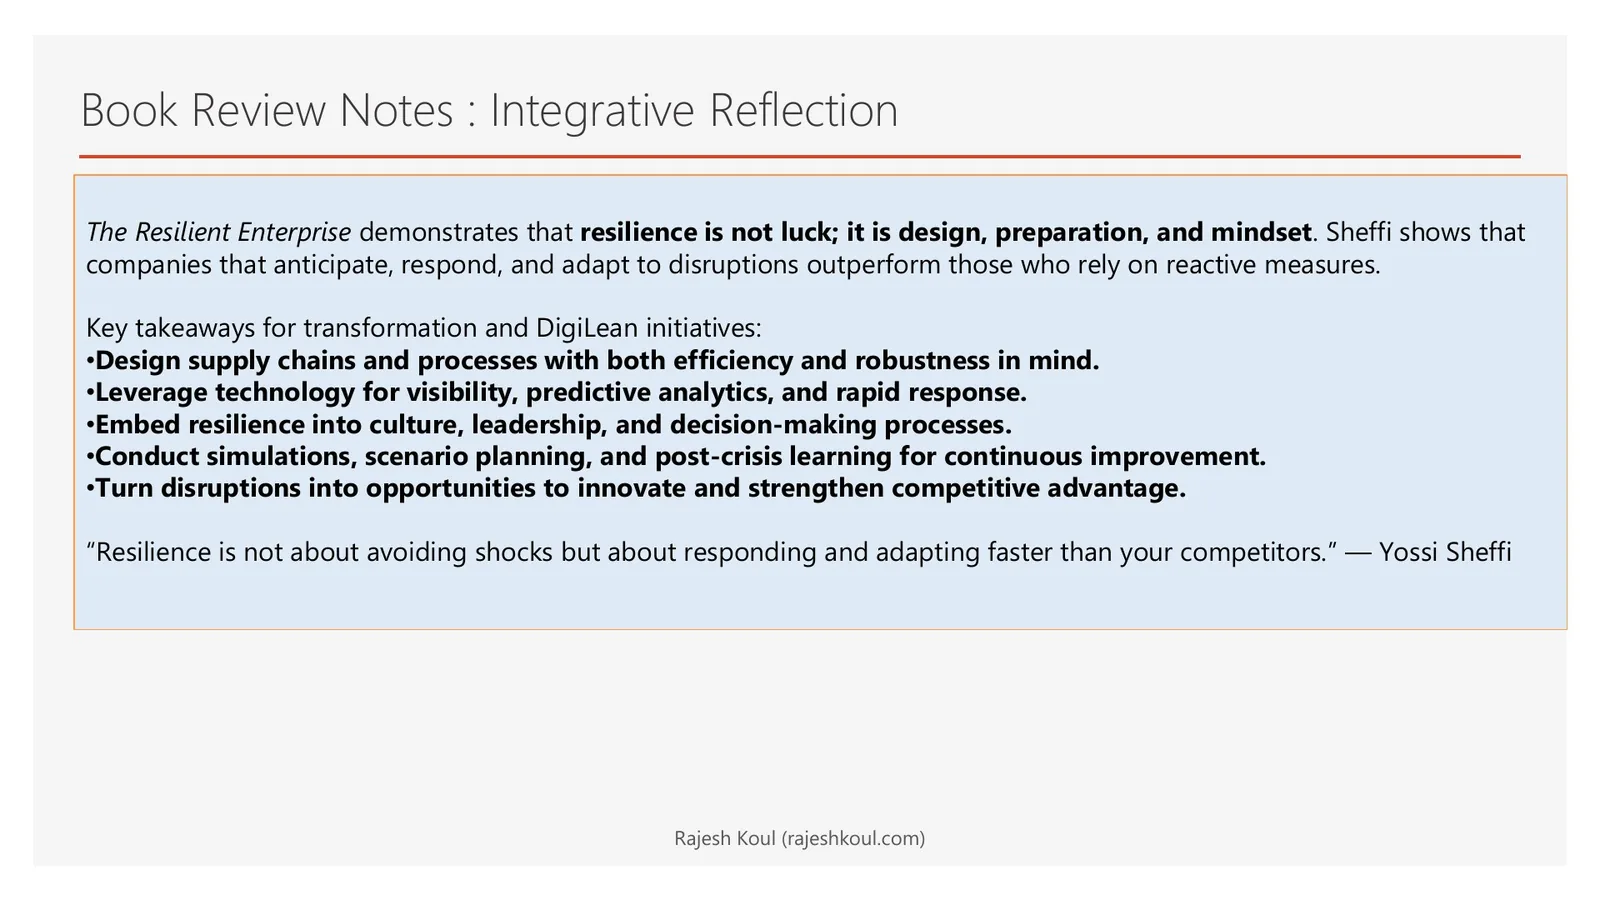 Book Review Notes : Integrative Reflection
The Resilient Enterprise demonstrates that resilience is not luck; it is design, preparation, and mindset. Sheffi shows that
companies that anticipate, respond, and adapt to disruptions outperform those who rely on reactive measures.
Key takeaways for transformation and DigiLean initiatives:
•Design supply chains and processes with both efficiency and robustness in mind.
•Leverage technology for visibility, predictive analytics, and rapid response.
•Embed resilience into culture, leadership, and decision-making processes.
•Conduct simulations, scenario planning, and post-crisis learning for continuous improvement.
•Turn disruptions into opportunities to innovate and strengthen competitive advantage.
“Resilience is not about avoiding shocks but about responding and adapting faster than your competitors.” — Yossi Sheffi
Rajesh Koul (rajeshkoul.com)